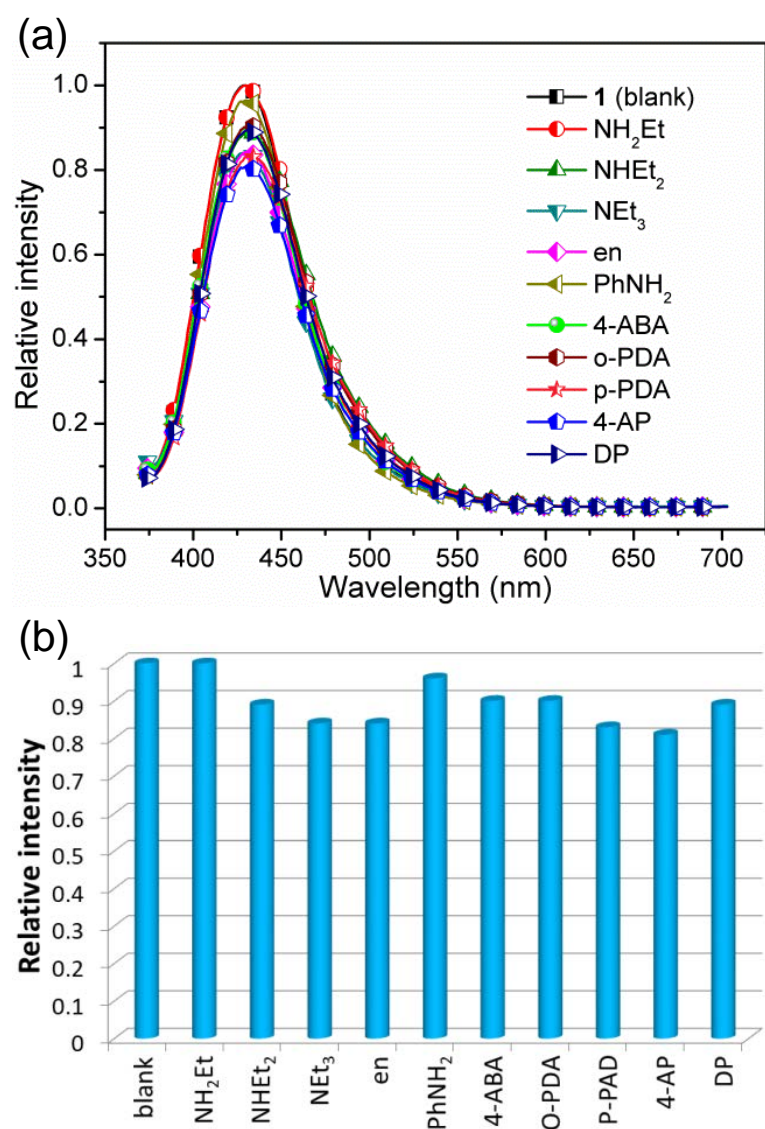 (a)
Relative intensity
1.0
0.8
0.6
0.4
0.2
0.0
1 (blank)
NH₂Et
NHEt₂
NEt₃
en
PhNH₂
4-ABA
o-PDA
p-PDA
4-AP
DP
350 400 450 500 550 600 650 700
Wavelength (nm)
(b)
Relative intensity
1
0.9
0.8
0.7
0.6
0.5
0.4
0.3
0.2
0.1
0
blank
NH₂Et
NHEt₂
NEt₃
en
PhNH₂
4-ABA
O-PDA
P-PAD
4-AP
DP